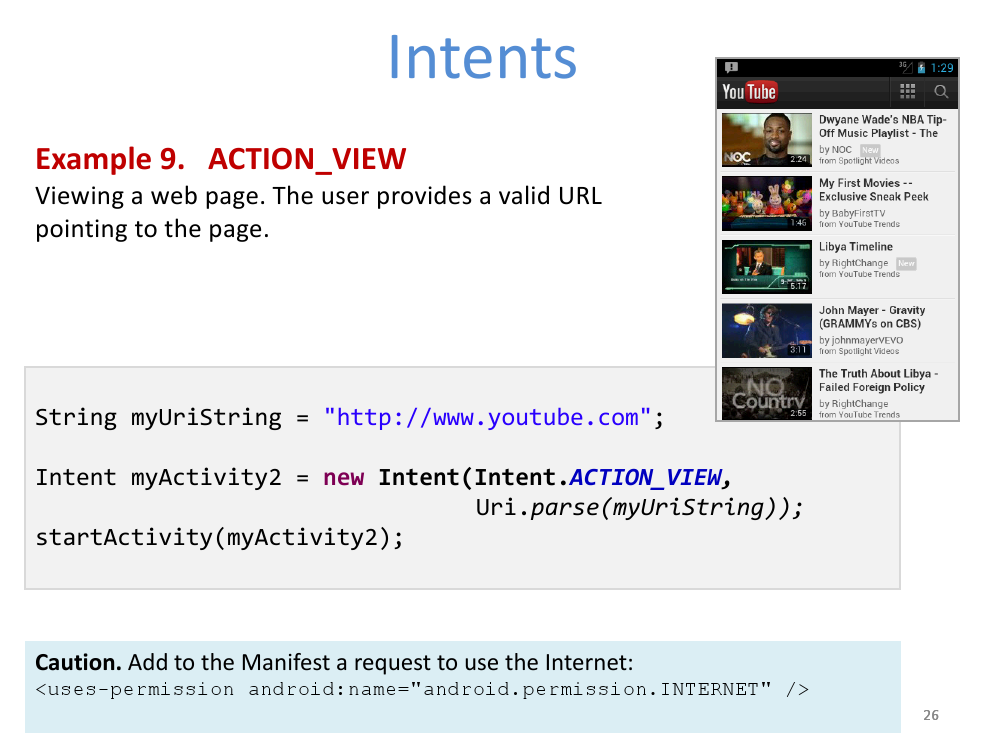 Intents
Example 9. ACTION_VIEW
Viewing a web page. The user provides a valid URL
pointing to the page.
3G 1:29
YouTube
NOC
2:24
Dwyane Wade's NBA Tip-
Off Music Playlist - The
by NOC New
from Spotlight Videos
1:46
My First Movies --
Exclusive Sneak Peek
by BabyFirstTV
from YouTube Trends
5:17
Libya Timeline
by RightChange New
from YouTube Trends
3:11
John Mayer - Gravity
(GRAMMYs on CBS)
by johnmayerVEVO
from Spotlight Videos
NO
Country
2:55
The Truth About Libya -
Failed Foreign Policy
by RightChange
from YouTube Trends
String myUriString = "http://www.youtube.com";
Intent myActivity2 = new Intent(Intent.ACTION_VIEW,
Uri.parse(myUriString));
startActivity(myActivity2);
Caution. Add to the Manifest a request to use the Internet:
<uses-permission android:name="android.permission.INTERNET" />
26